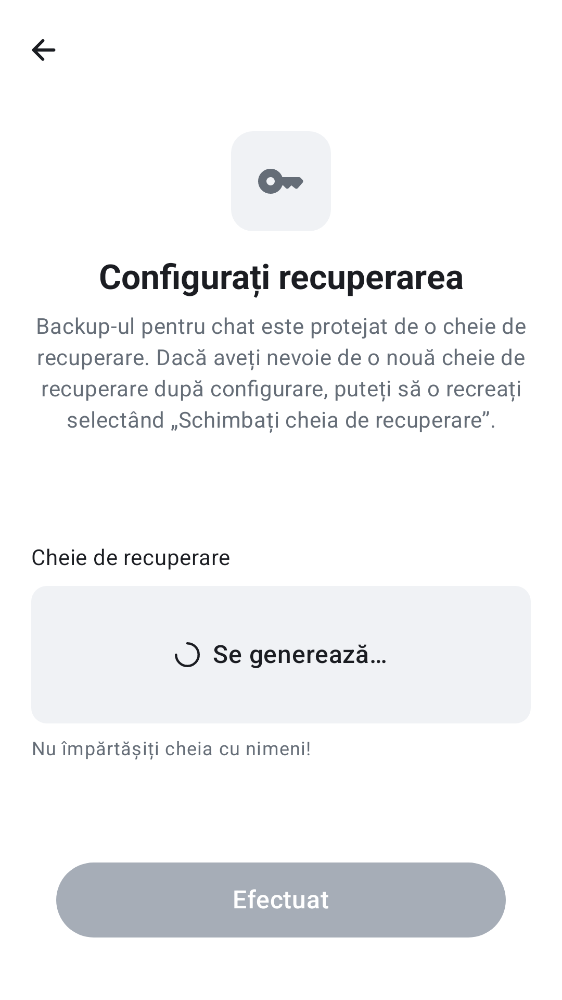 Configurați recuperarea
Backup-ul pentru chat este protejat de o cheie de
recuperare. Dacă aveți nevoie de o nouă cheie de
recuperare după configurare, puteți să o recreați
selectând „Schimbați cheia de recuperare”.
Cheie de recuperare
Se generează…
Nu împărtășiți cheia cu nimeni!
Efectuat